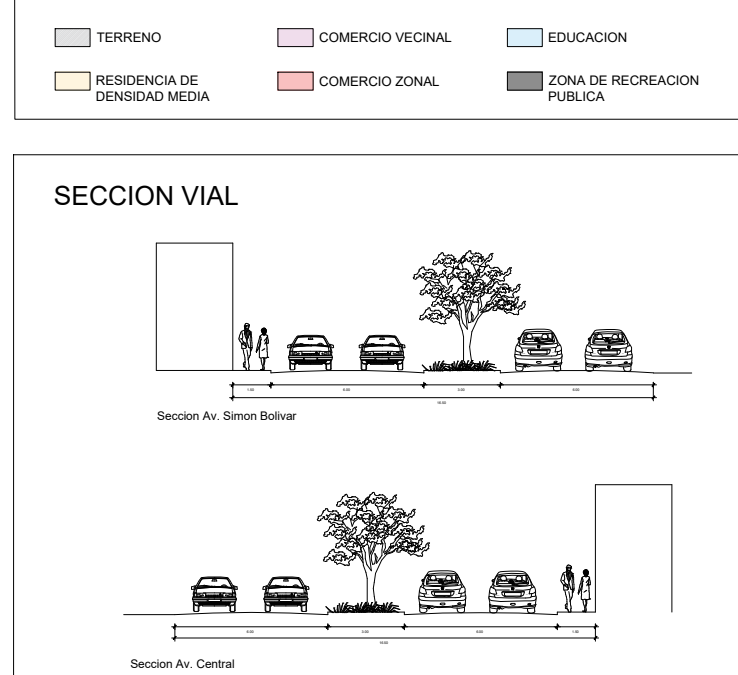 TERRENO
COMERCIO VECINAL
EDUCACION
RESIDENCIA DE
DENSIDAD MEDIA
COMERCIO ZONAL
ZONA DE RECREACION
PUBLICA
SECCION VIAL
Seccion Av. Simon Bolivar
Seccion Av. Central